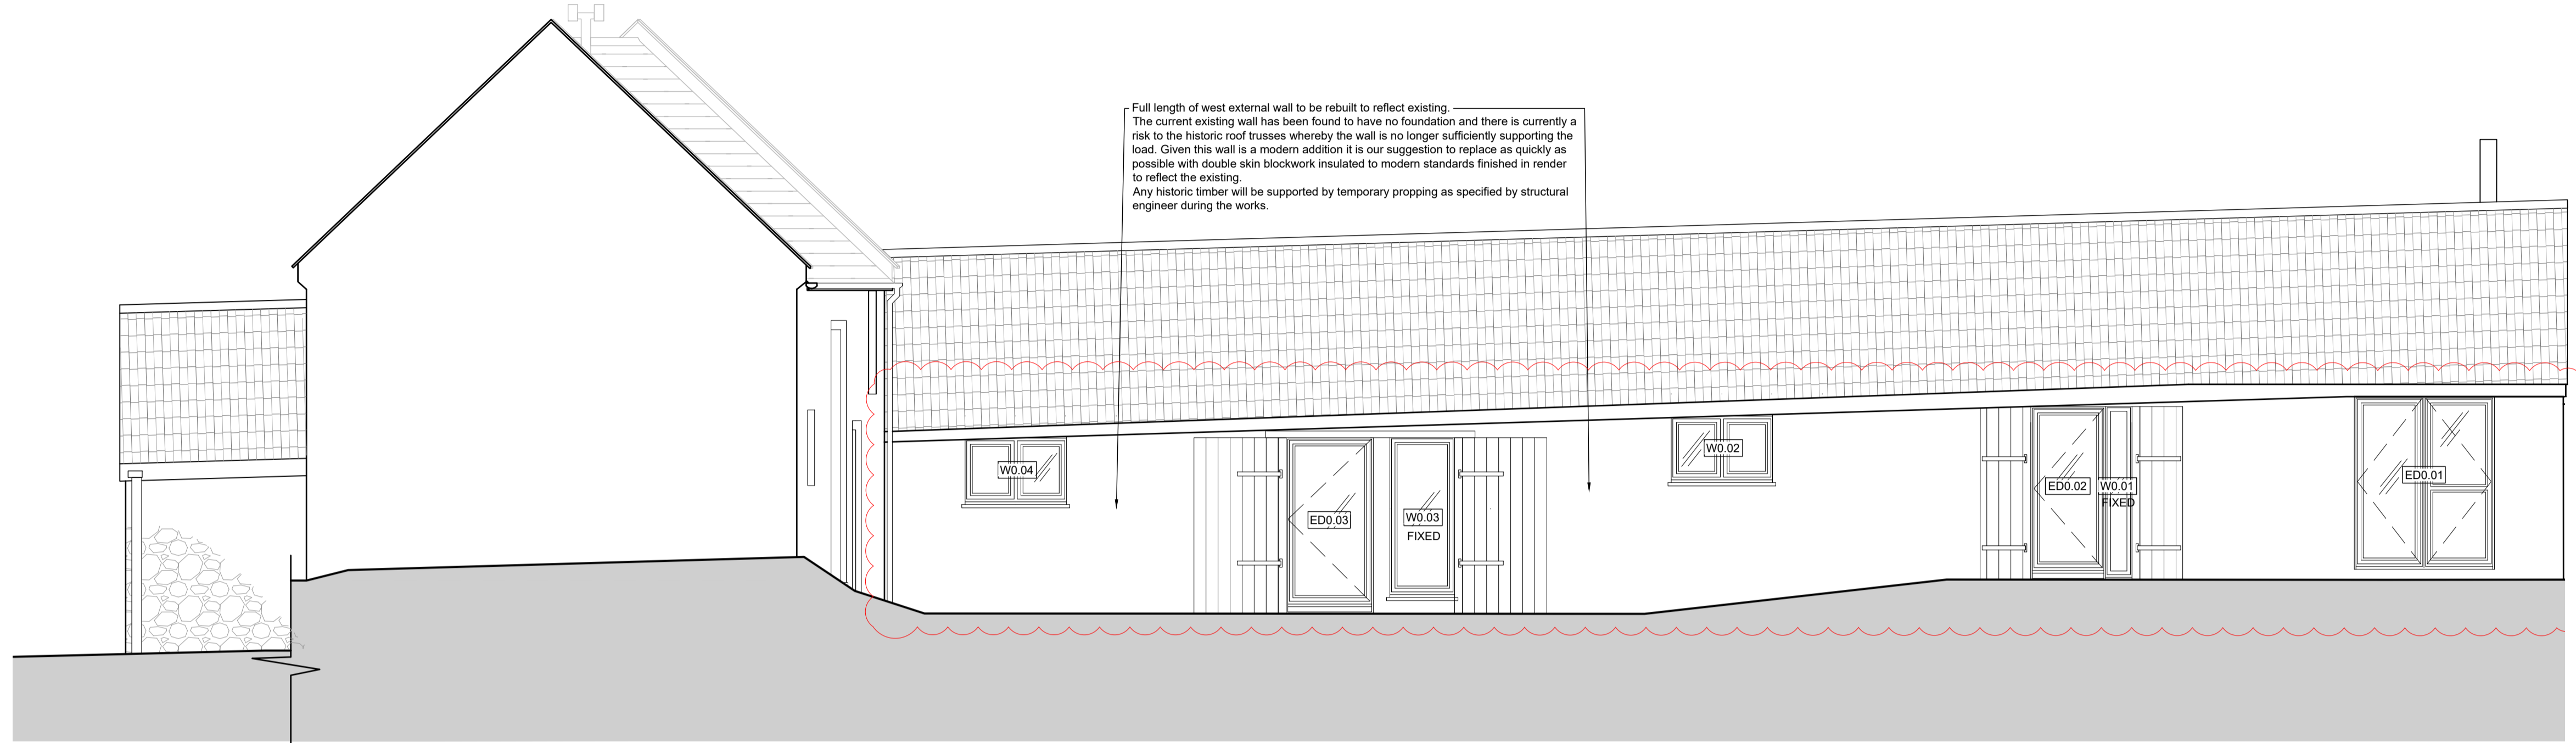 Full length of west external wall to be rebuilt to reflect existing.
The current existing wall has been found to have no foundation and there is currently a
risk to the historic roof trusses whereby the wall is no longer sufficiently supporting the
load. Given this wall is a modern addition it is our suggestion to replace as quickly as
possible with double skin blockwork insulated to modern standards finished in render
to reflect the existing.
Any historic timber will be supported by temporary propping as specified by structural
engineer during the works.
W0.04
ED0.03
W0.03
FIXED
W0.02
ED0.02
W0.01
FIXED
ED0.01